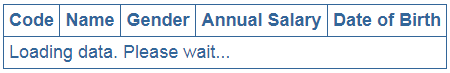 Code Name Gender Annual Salary Date of Birth
Loading data. Please wait...